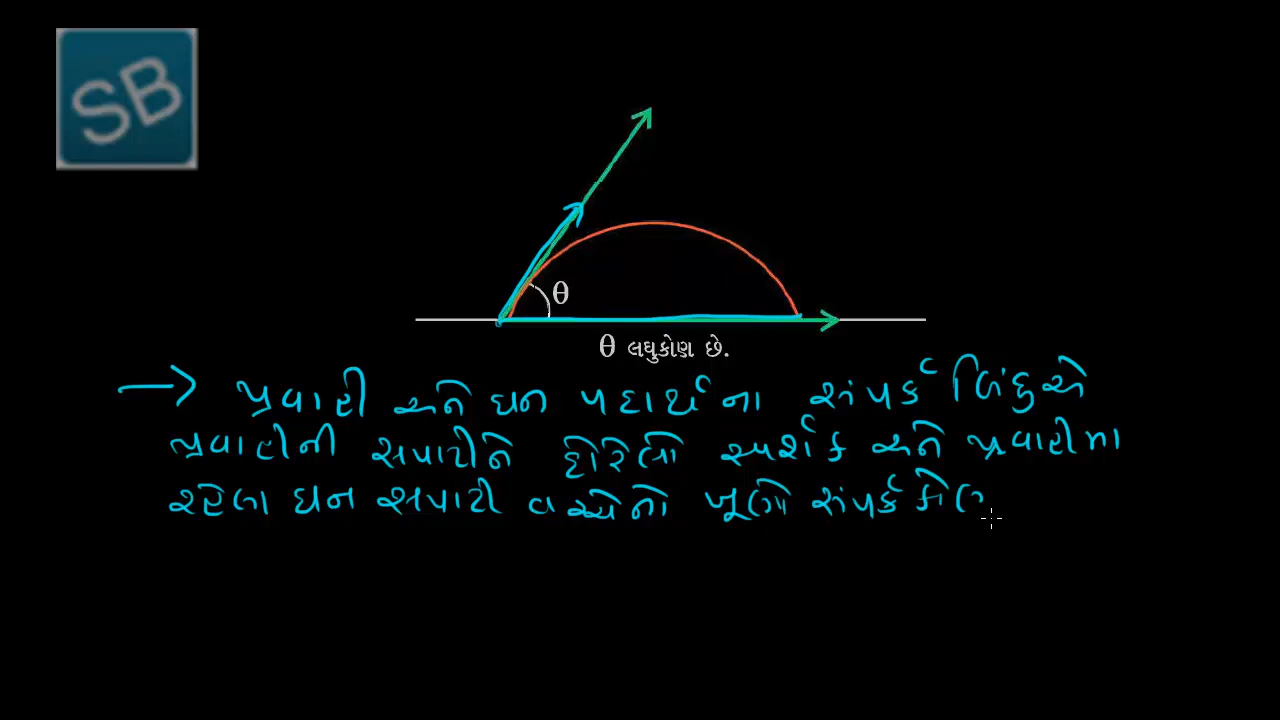 SB
θ
θ લઘુકોણ છે.
→ પ્રવાહી અને ઘન પદાર્થના સંપર્ક બિંદુએ
પ્રવાહીની સપાટીને દોરેલો સ્પર્શક અને પ્રવાહીમા
રહેલા ઘન સપાટી વચ્ચેનો ખૂણો સંપર્ક કોણ